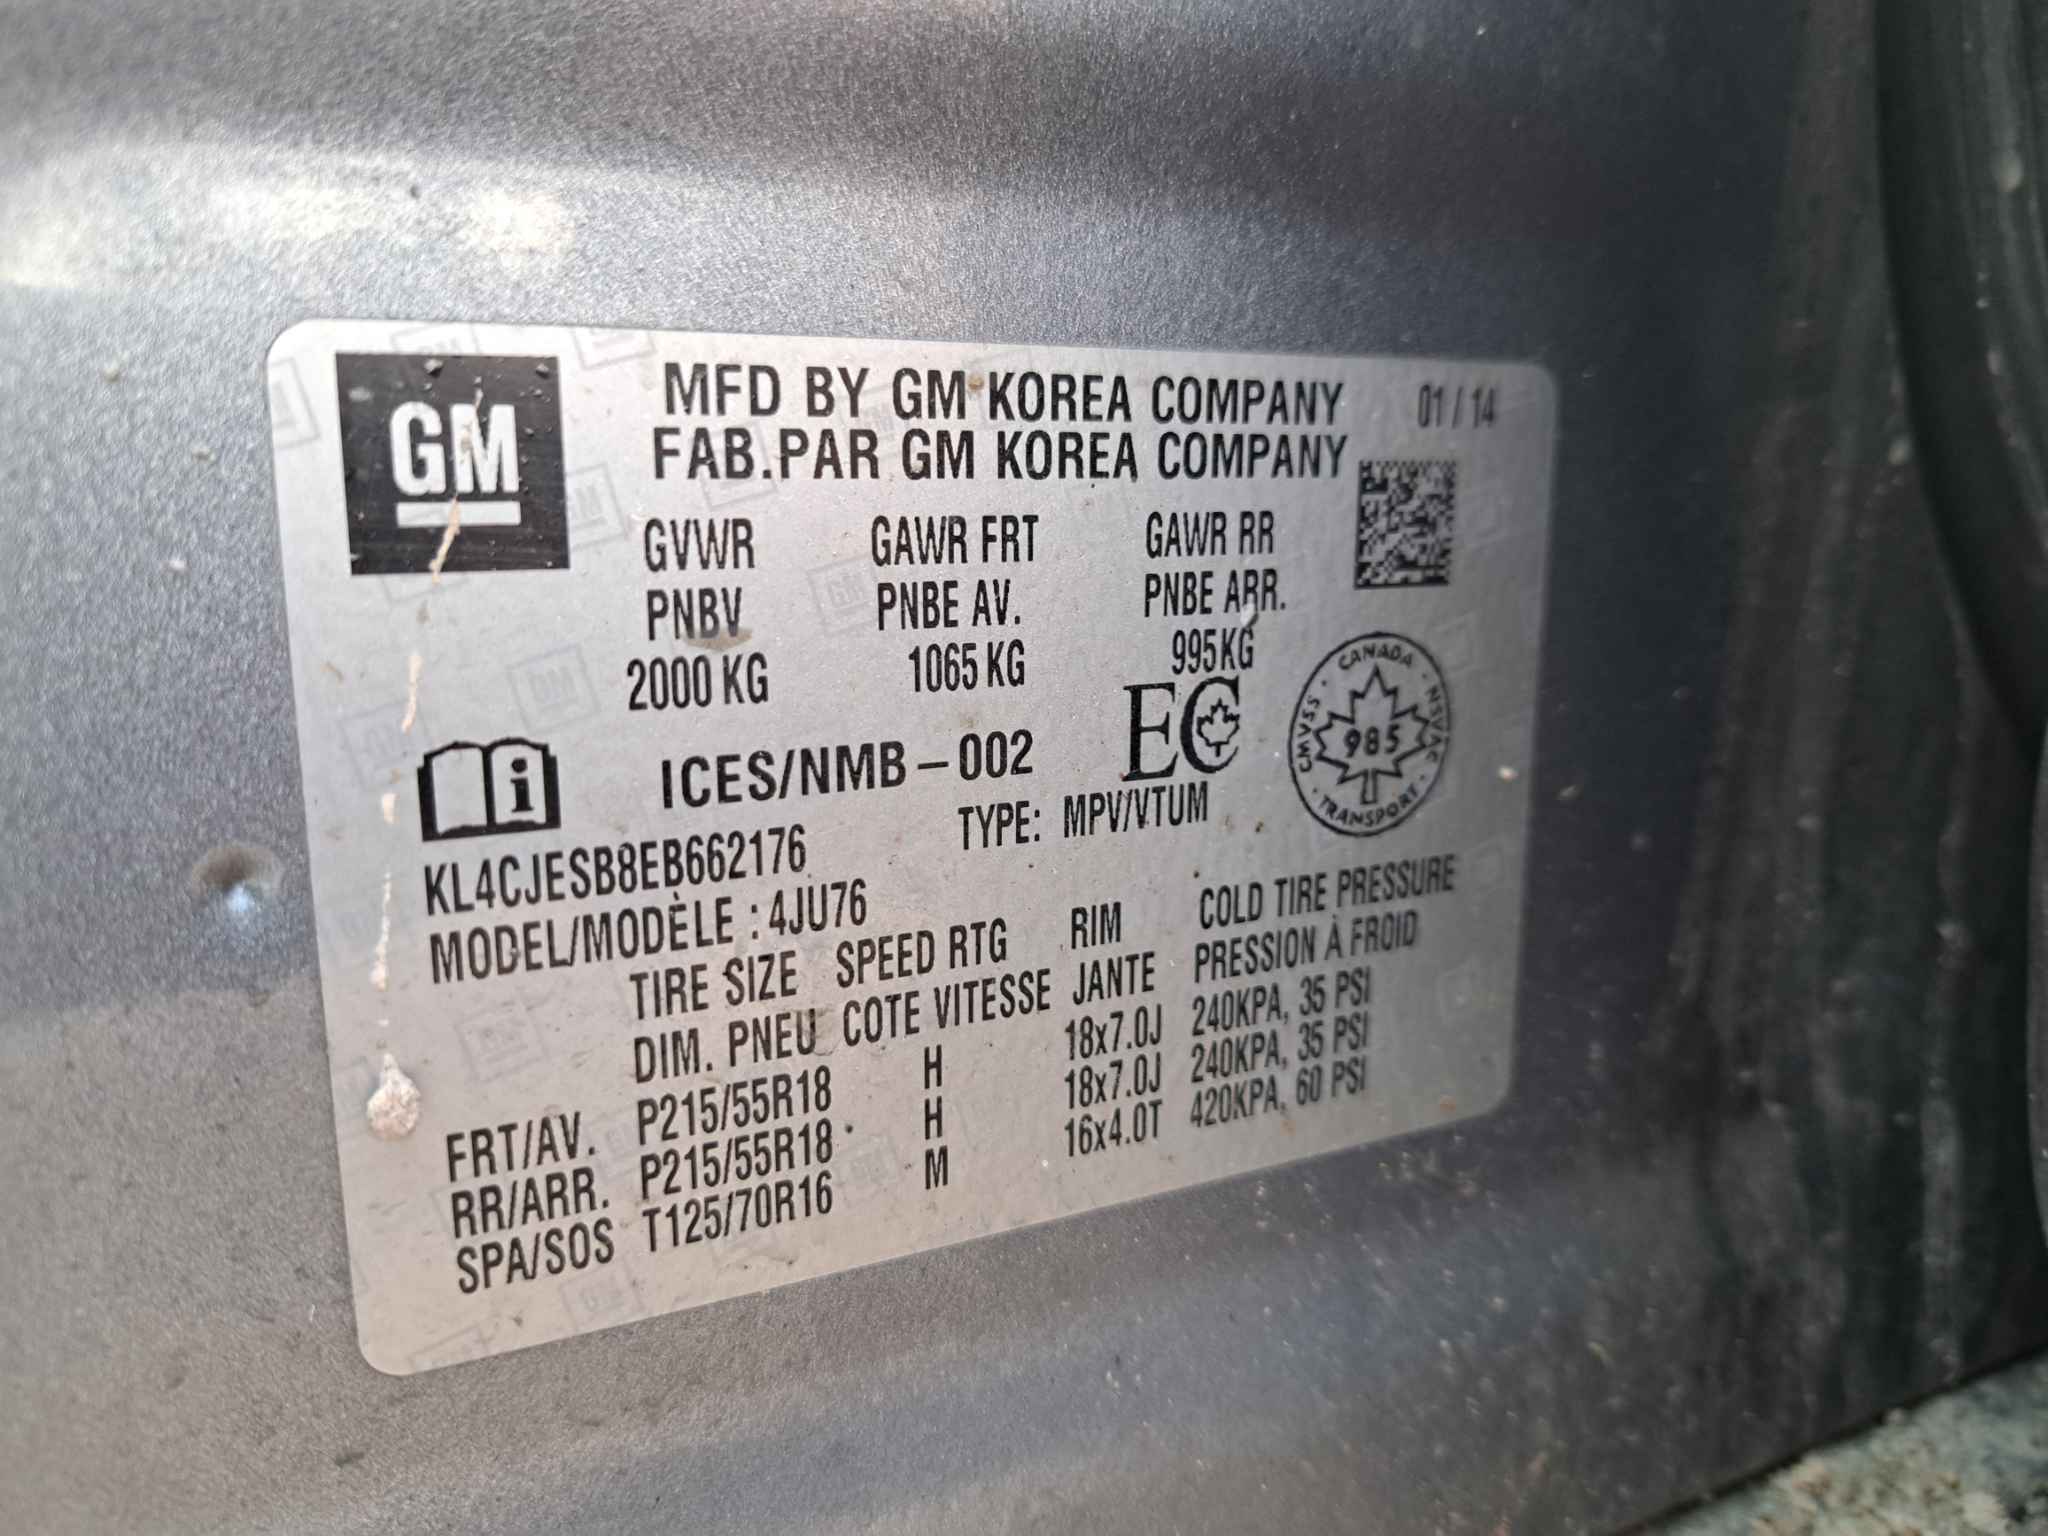 GM
MFD BY GM KOREA COMPANY 01 / 14
FAB.PAR GM KOREA COMPANY
GVWR GAWR FRT GAWR RR
PNBV PNBE AV. PNBE ARR.
2000 KG 1065 KG 995KG
ICES/NMB-002 EC
CANADA · NSVAC · TRANSPORT · CMVSS ·
985
KL4CJESB8EB662176 TYPE: MPV/VTUM
MODEL/MODÈLE : 4JU76
TIRE SIZE SPEED RTG RIM COLD TIRE PRESSURE
DIM. PNEU COTE VITESSE JANTE PRESSION À FROID
FRT/AV. P215/55R18 H 18x7.0J 240KPA, 35 PSI
RR/ARR. P215/55R18 H 18x7.0J 240KPA, 35 PSI
SPA/SOS T125/70R16 M 16x4.0T 420KPA, 60 PSI